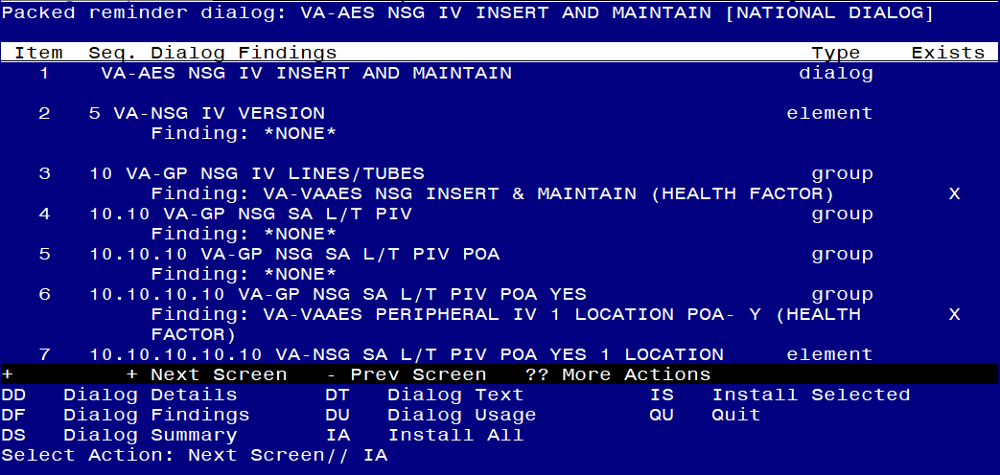 Packed reminder dialog: VA-AES NSG IV INSERT AND MAINTAIN [NATIONAL DIALOG]
Item Seq. Dialog Findings Type Exists
1 VA-AES NSG IV INSERT AND MAINTAIN dialog
2 5 VA-NSG IV VERSION element
Finding: *NONE*
3 10 VA-GP NSG IV LINES/TUBES group
Finding: VA-VAAES NSG INSERT & MAINTAIN (HEALTH FACTOR) X
4 10.10 VA-GP NSG SA L/T PIV group
Finding: *NONE*
5 10.10.10 VA-GP NSG SA L/T PIV POA group
Finding: *NONE*
6 10.10.10.10 VA-GP NSG SA L/T PIV POA YES group
Finding: VA-VAAES PERIPHERAL IV 1 LOCATION POA- Y (HEALTH X
FACTOR)
7 10.10.10.10.10 VA-NSG SA L/T PIV POA YES 1 LOCATION element
+ + Next Screen - Prev Screen ?? More Actions
DD Dialog Details DT Dialog Text IS Install Selected
DF Dialog Findings DU Dialog Usage QU Quit
DS Dialog Summary IA Install All
Select Action: Next Screen// IA